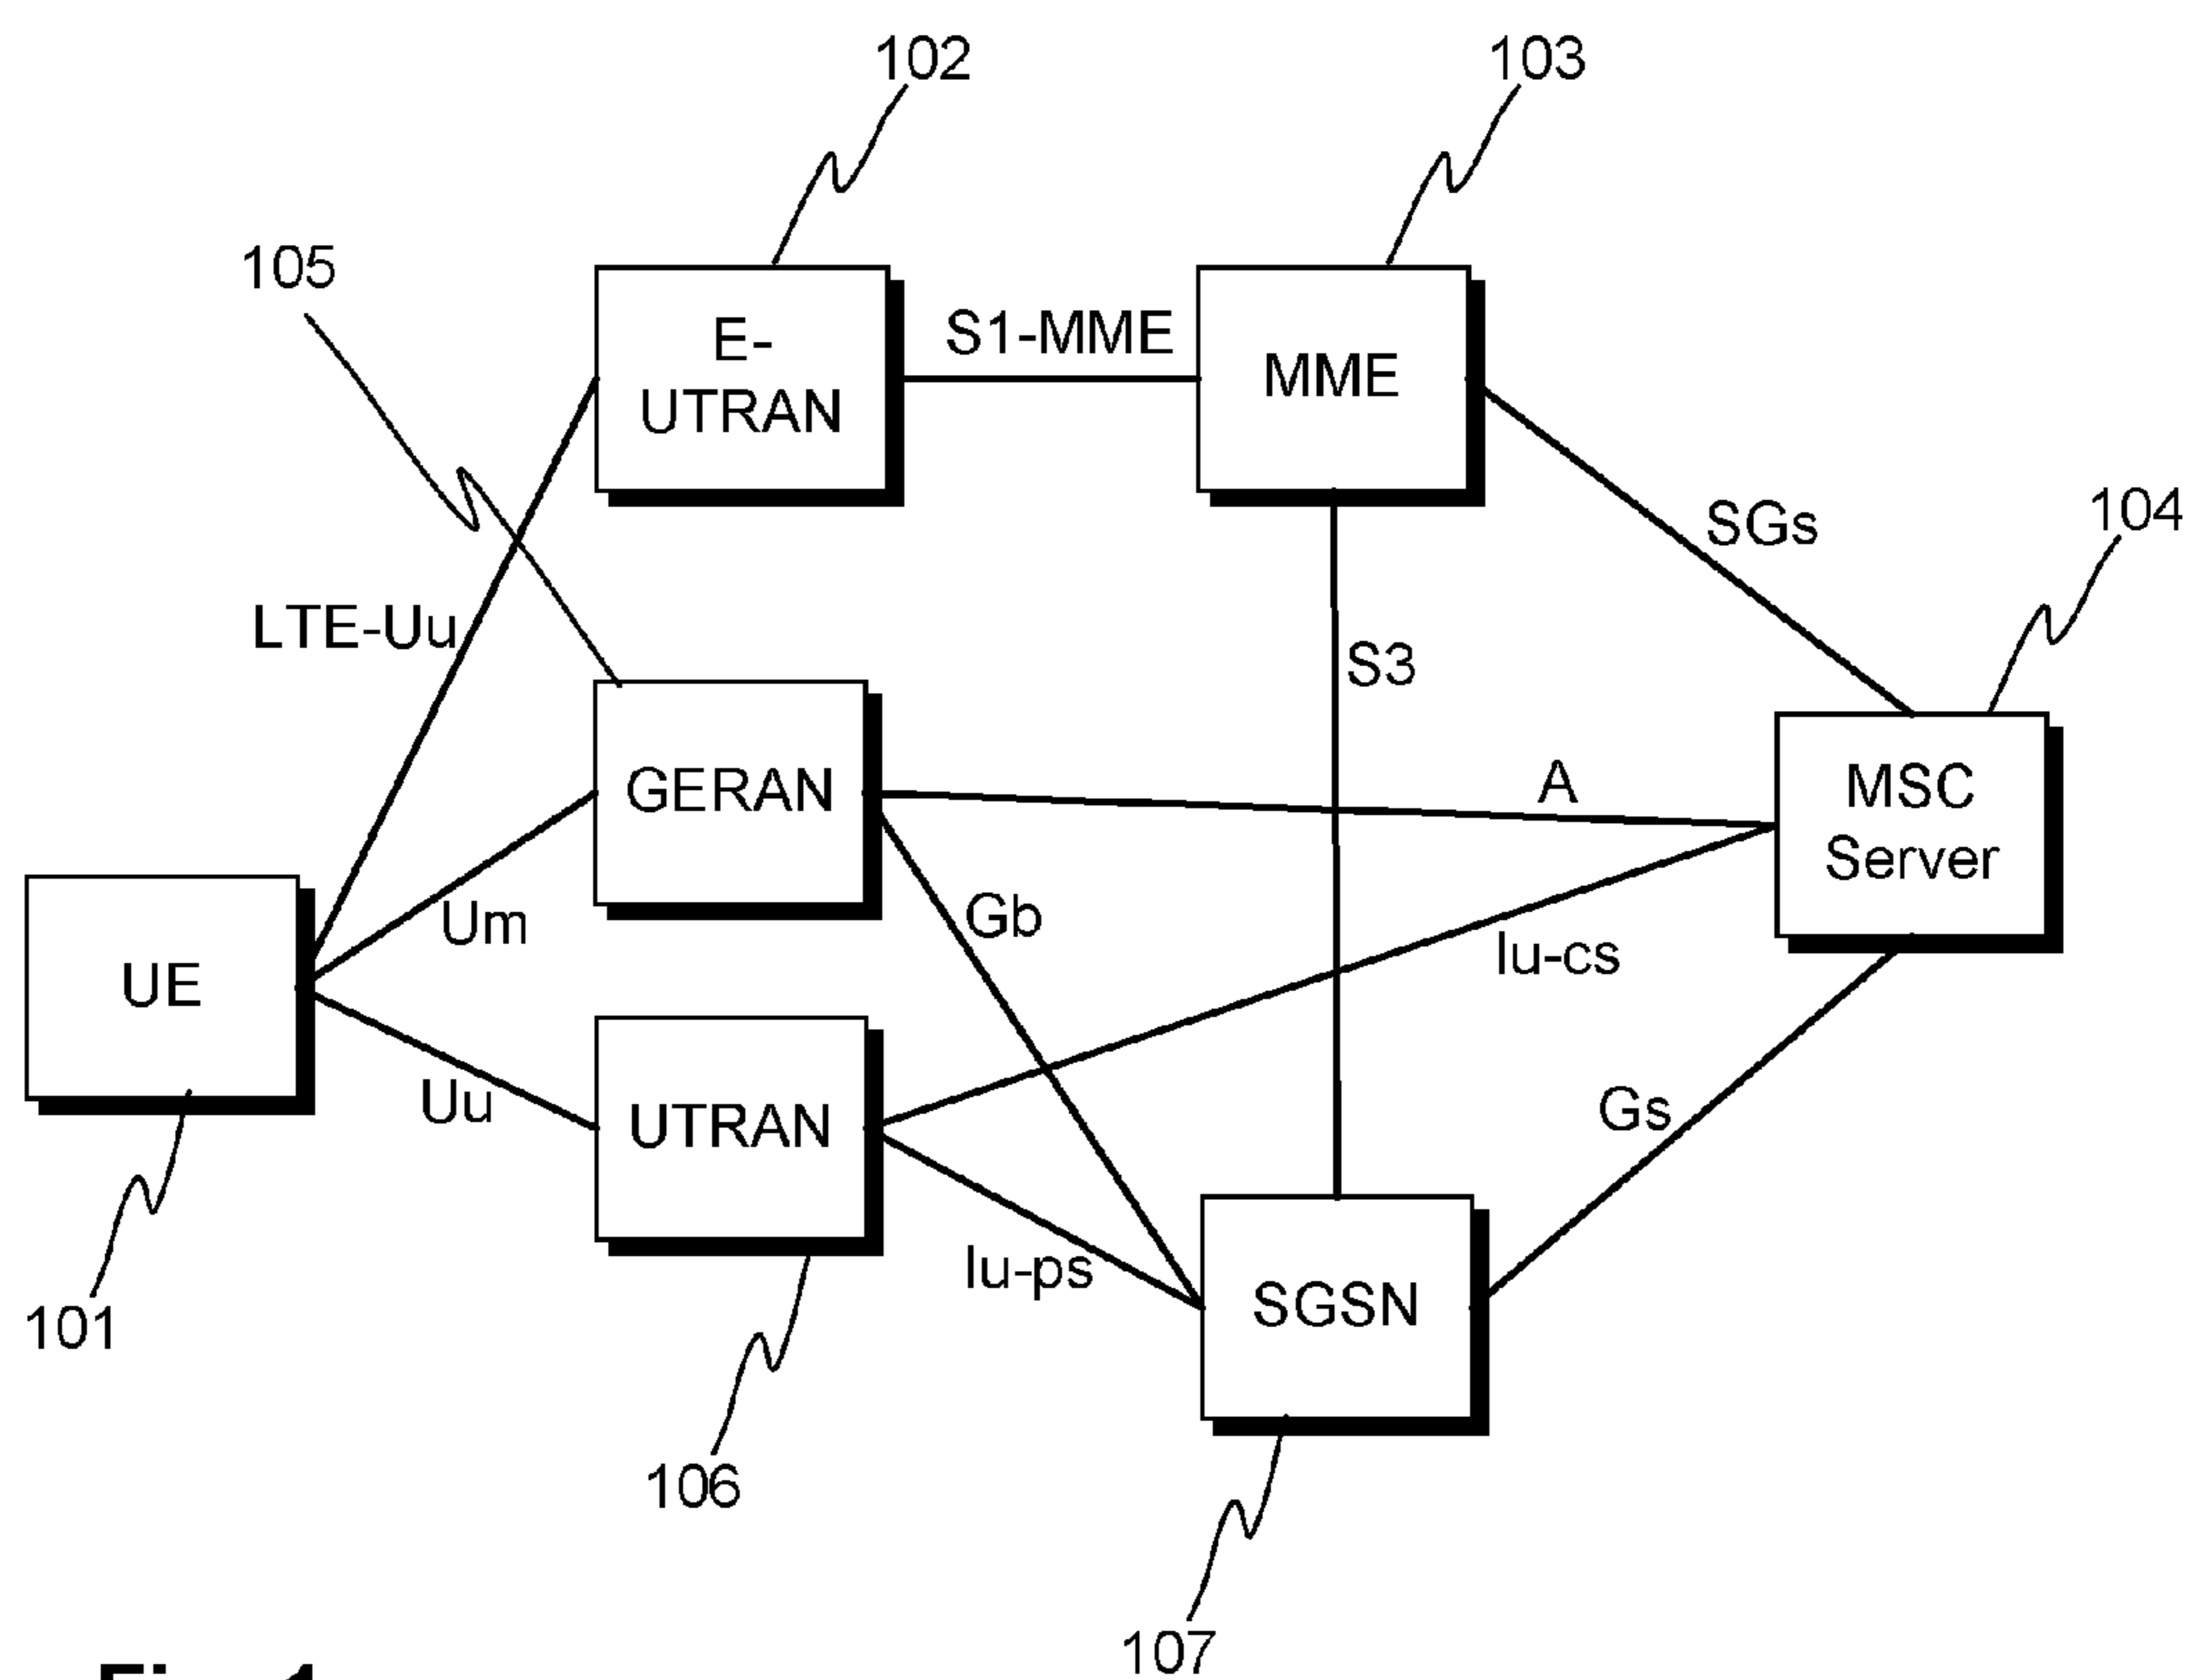 102
103
105
E-
UTRAN
S1-MME
MME
SGs
104
LTE-Uu
S3
GERAN
A
MSC
Server
Um
Gb
Iu-cs
UE
Uu
UTRAN
Gs
Iu-ps
SGSN
101
106
107